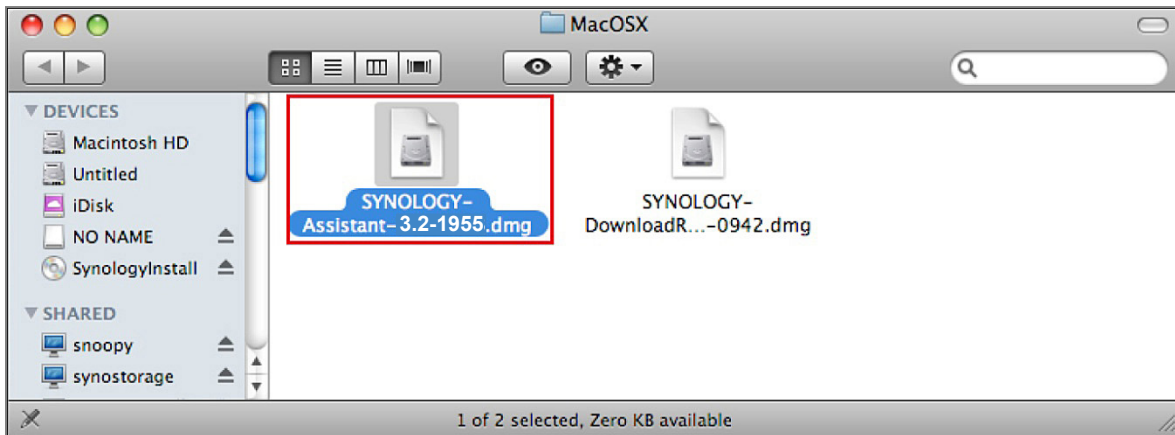 MacOSX
DEVICES
Macintosh HD
Untitled
iDisk
NO NAME
SynologyInstall
SHARED
snoopy
synostorage
SYNOLOGY-
Assistant-3.2-1955.dmg
SYNOLOGY-
DownloadR...-0942.dmg
1 of 2 selected, Zero KB available